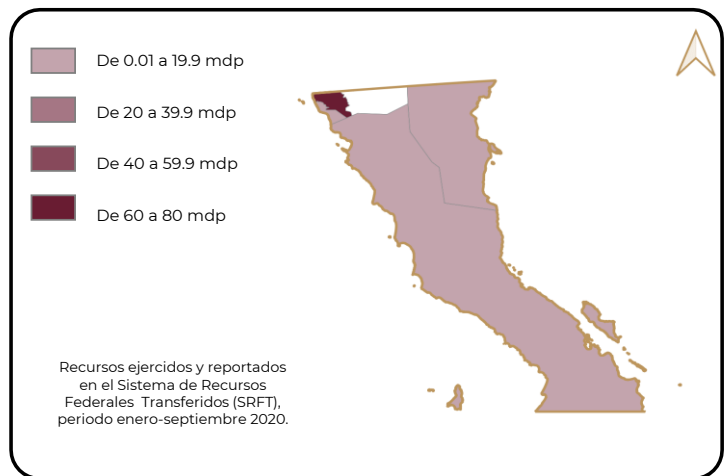 De 0.01 a 19.9 mdp
De 20 a 39.9 mdp
De 40 a 59.9 mdp
De 60 a 80 mdp
Recursos ejercidos y reportados
en el Sistema de Recursos
Federales Transferidos (SRFT),
periodo enero-septiembre 2020.